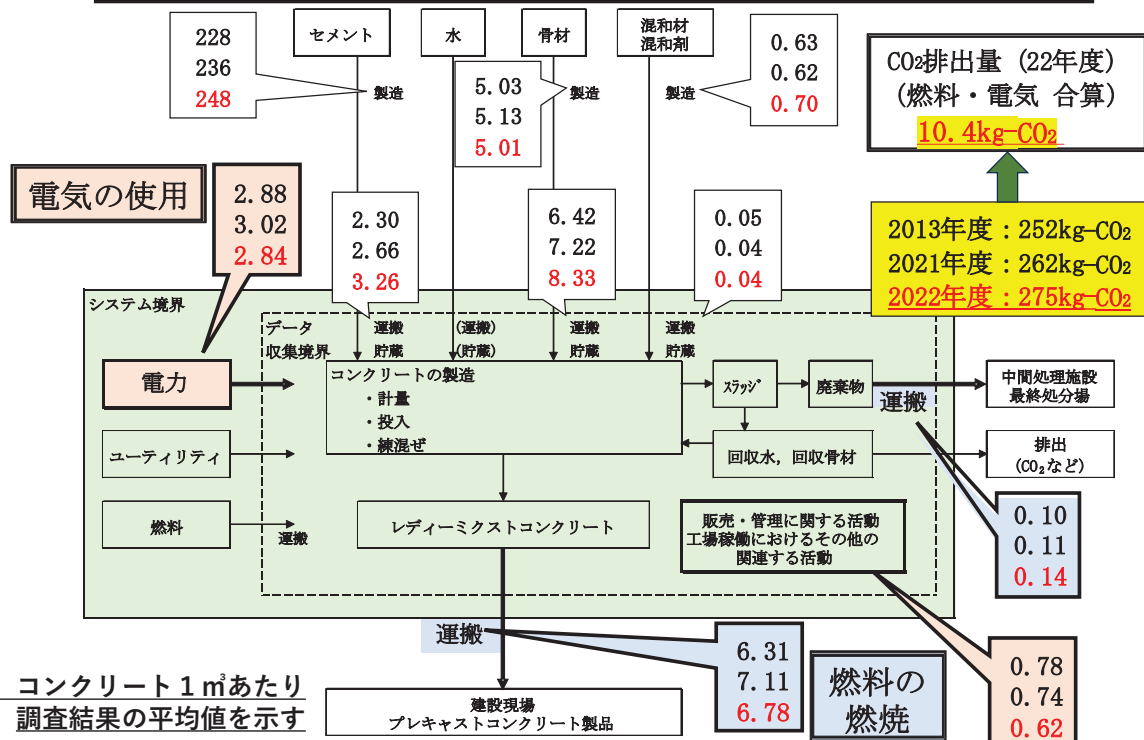 セメント
水
骨材
混和材
混和剤
228
236
248
製造
5.03
5.13
5.01
製造
製造
0.63
0.62
0.70
CO₂排出量（22年度）
（燃料・電気 合算）
10.4kg-CO₂
電気の使用
2.88
3.02
2.84
2.30
2.66
3.26
6.42
7.22
8.33
0.05
0.04
0.04
2013年度：252kg-CO₂
2021年度：262kg-CO₂
2022年度：275kg-CO₂
システム境界
データ
収集境界
運搬
貯蔵
(運搬)
(貯蔵)
運搬
貯蔵
運搬
貯蔵
電力
コンクリートの製造
・計量
・投入
・練混ぜ
スラッジ
廃棄物
運搬
中間処理施設
最終処分場
ユーティリティ
回収水，回収骨材
排出
(CO₂など)
燃料
運搬
レディーミクストコンクリート
販売・管理に関する活動
工場稼働におけるその他の
関連する活動
0.10
0.11
0.14
運搬
6.31
7.11
6.78
燃料の
燃焼
0.78
0.74
0.62
コンクリート１㎥あたり
調査結果の平均値を示す
建設現場
プレキャストコンクリート製品